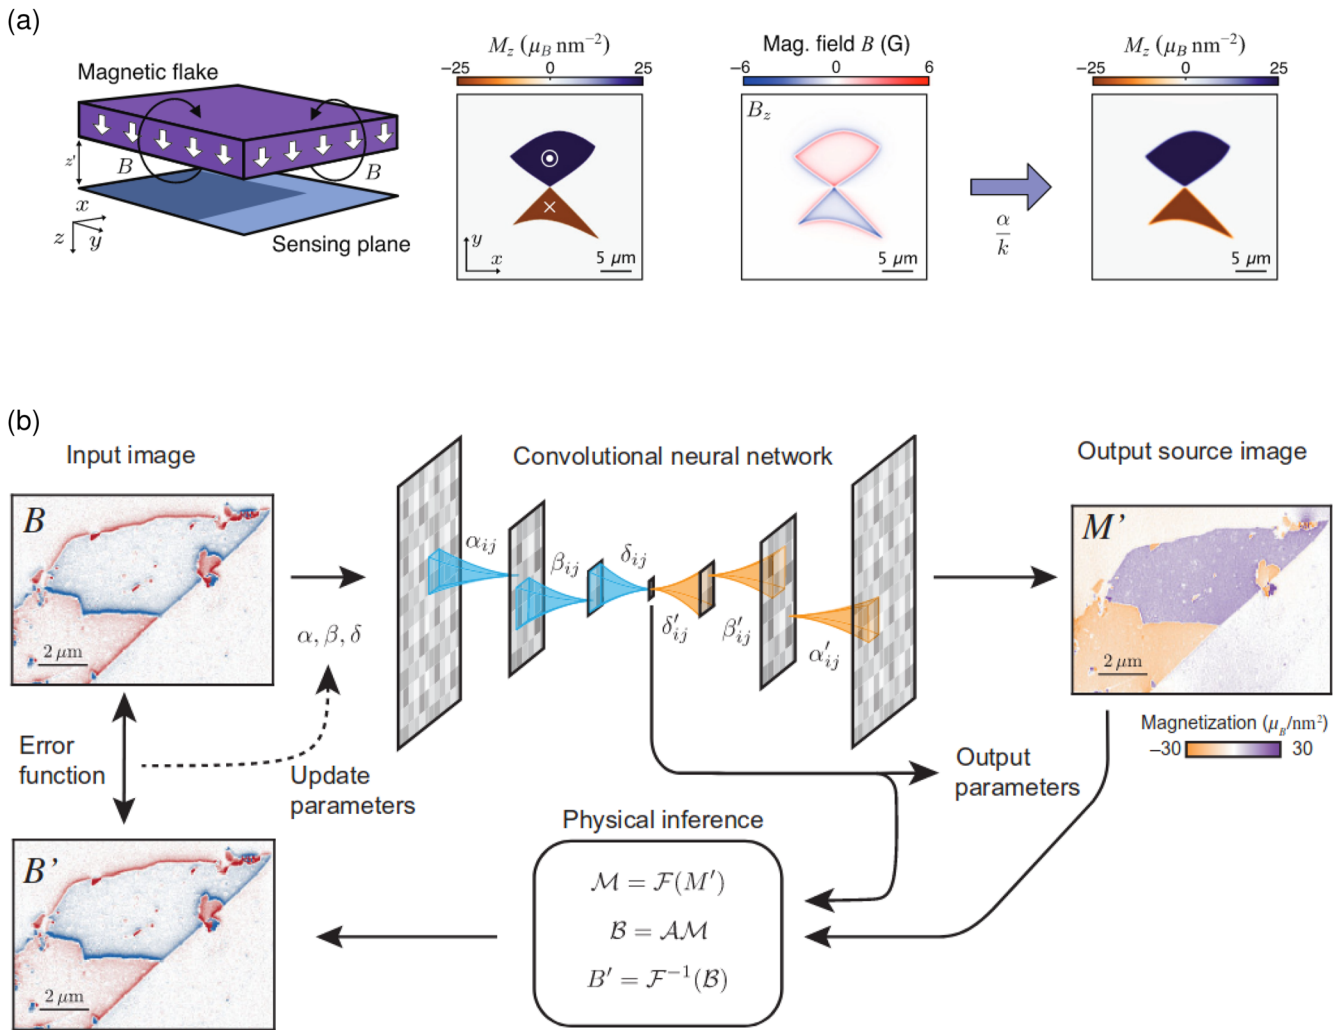 (a)
Magnetic flake
B
B
z'
x
y
z
Sensing plane
M_z (μ_B nm⁻²)
−25 0 25
y
x
5 μm
Mag. field B (G)
−6 0 6
B_z
5 μm
α
k
M_z (μ_B nm⁻²)
−25 0 25
5 μm
(b)
Input image
B
2 μm
Convolutional neural network
α_ij
β_ij
δ_ij
δ'_ij
β'_ij
α'_ij
α, β, δ
Output source image
M'
2 μm
Magnetization (μ_B/nm²)
−30 30
Error
function
Update
parameters
Output
parameters
Physical inference
ℳ = ℱ(M′)
ℬ = 𝒜ℳ
B′ = ℱ⁻¹(ℬ)
B'
2 μm